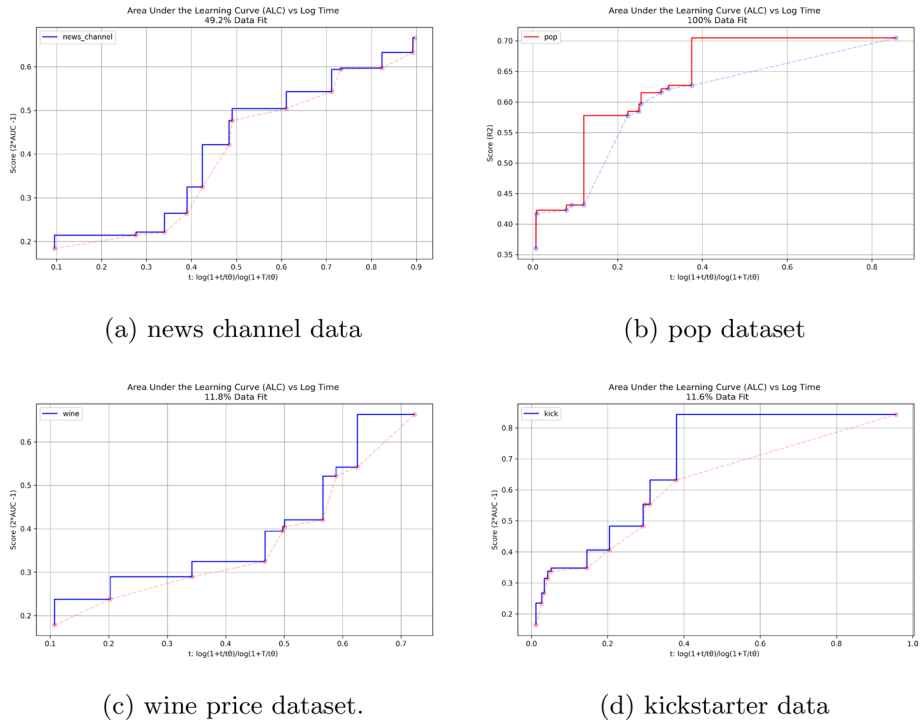 Area Under the Learning Curve (ALC) vs Log Time
49.2% Data Fit
news_channel
Score (2*AUC -1)
0.6
0.5
0.4
0.3
0.2
0.1 0.2 0.3 0.4 0.5 0.6 0.7 0.8 0.9
t: log(1+t/tθ)/log(1+T/tθ)
(a) news channel data
Area Under the Learning Curve (ALC) vs Log Time
100% Data Fit
pop
Score (R2)
0.70
0.65
0.60
0.55
0.50
0.45
0.40
0.35
0.0 0.2 0.4 0.6 0.8
t: log(1+t/tθ)/log(1+T/tθ)
(b) pop dataset
Area Under the Learning Curve (ALC) vs Log Time
11.8% Data Fit
wine
Score (2*AUC -1)
0.6
0.5
0.4
0.3
0.2
0.1 0.2 0.3 0.4 0.5 0.6 0.7
t: log(1+t/tθ)/log(1+T/tθ)
(c) wine price dataset.
Area Under the Learning Curve (ALC) vs Log Time
11.6% Data Fit
kick
Score (2*AUC -1)
0.8
0.7
0.6
0.5
0.4
0.3
0.2
0.0 0.2 0.4 0.6 0.8 1.0
t: log(1+t/tθ)/log(1+T/tθ)
(d) kickstarter data